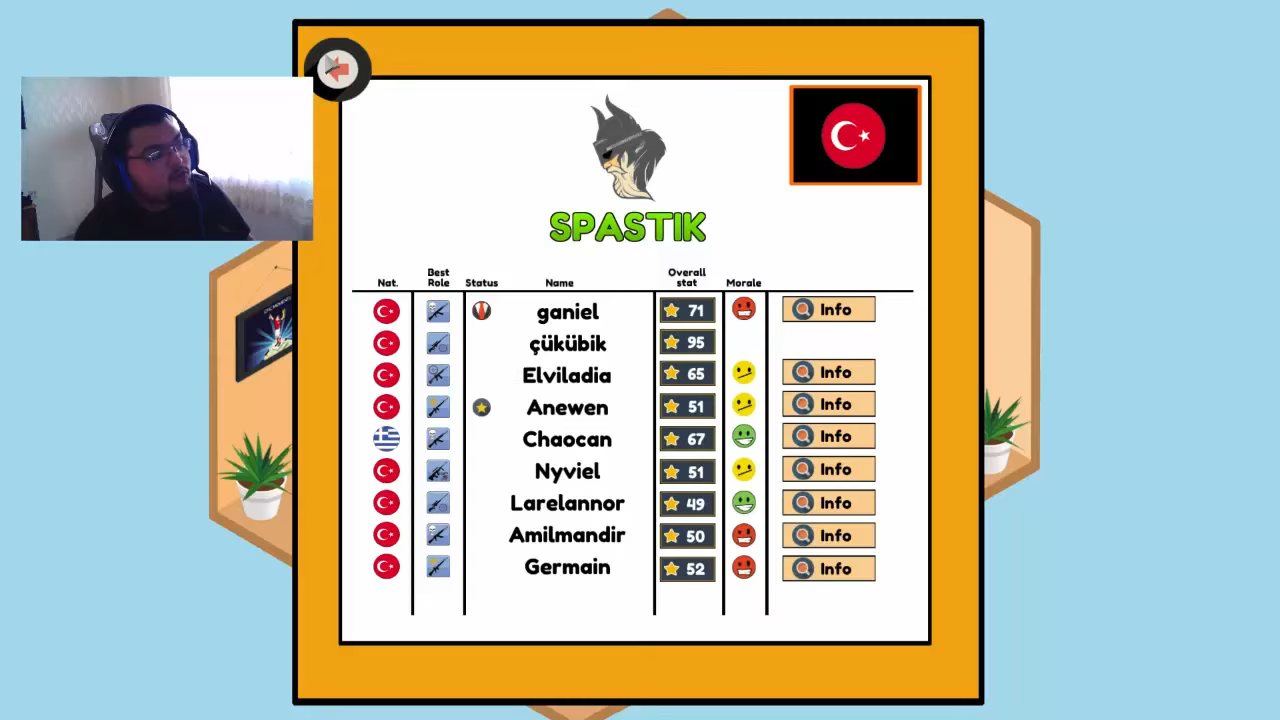 SPASTIK
Nat. Best Role Status Name Overall stat Morale
ganiel 71 Info
çükübik 95
Elviladia 65 Info
Anewen 51 Info
Chaocan 67 Info
Nyviel 51 Info
Larelannor 49 Info
Amilmandir 50 Info
Germain 52 Info